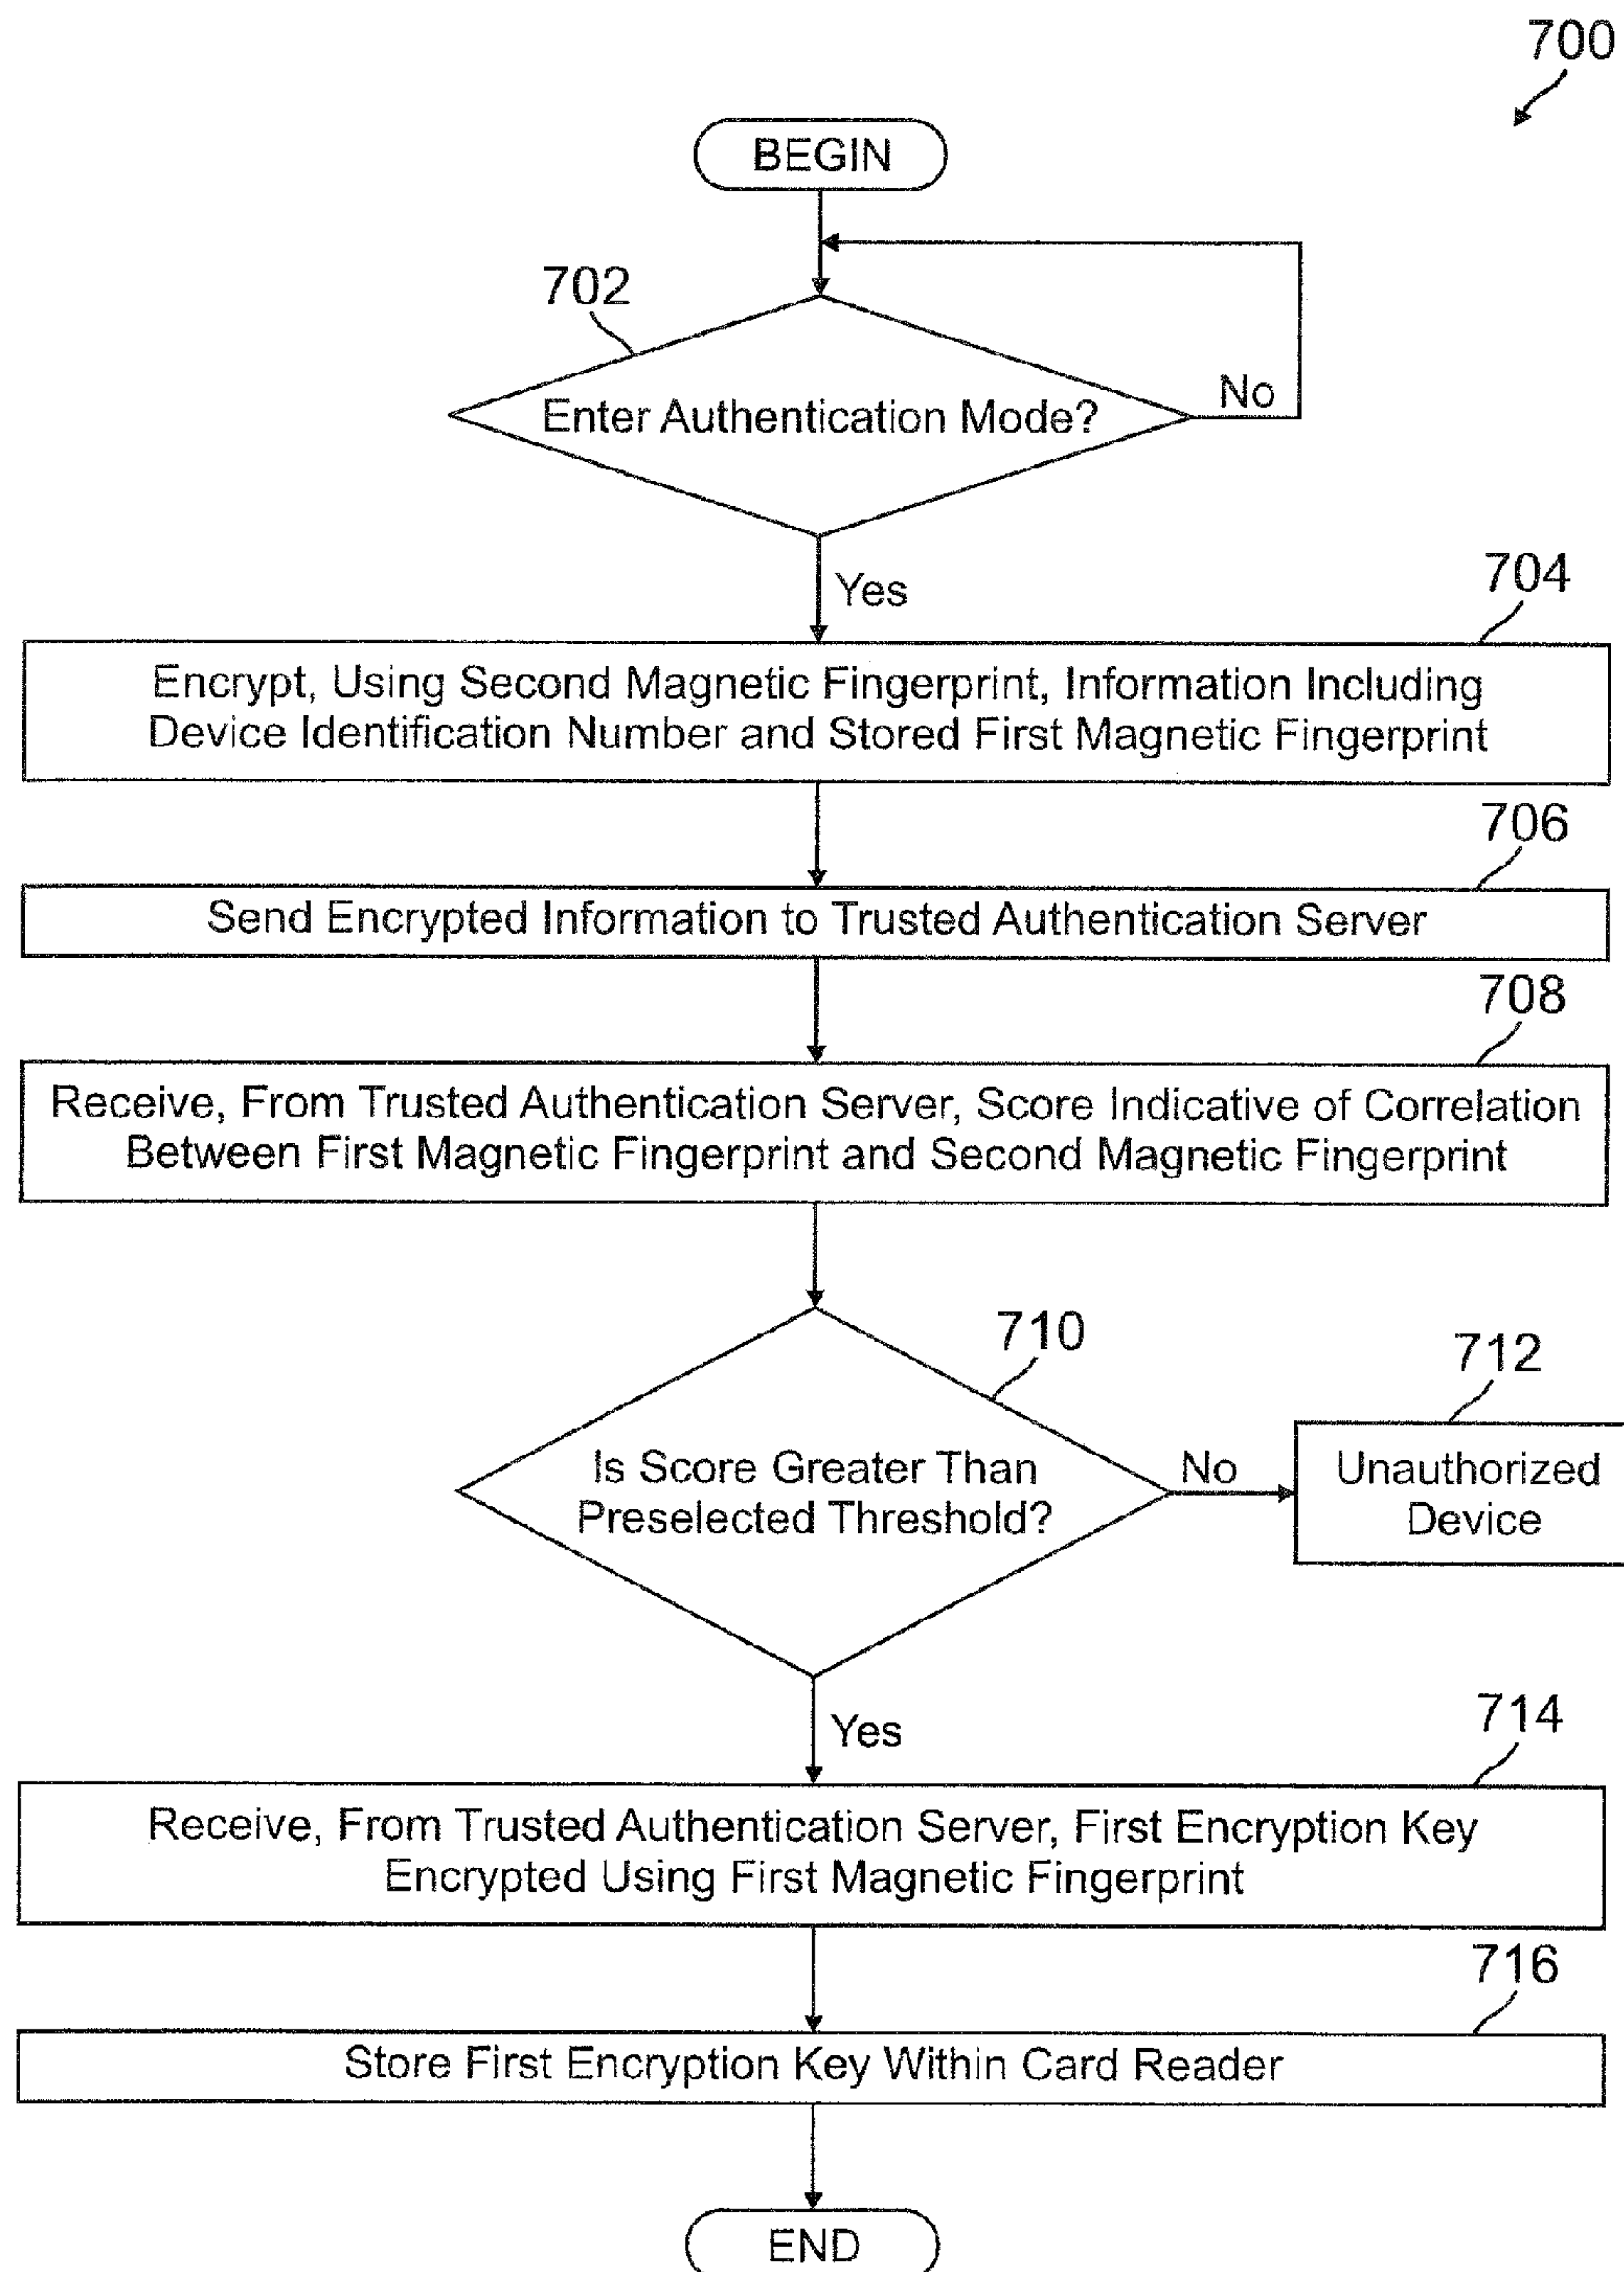 700
BEGIN
702
Enter Authentication Mode?
No
Yes
704
Encrypt, Using Second Magnetic Fingerprint, Information Including
Device Identification Number and Stored First Magnetic Fingerprint
706
Send Encrypted Information to Trusted Authentication Server
708
Receive, From Trusted Authentication Server, Score Indicative of Correlation
Between First Magnetic Fingerprint and Second Magnetic Fingerprint
710
Is Score Greater Than
Preselected Threshold?
No
712
Unauthorized
Device
Yes
714
Receive, From Trusted Authentication Server, First Encryption Key
Encrypted Using First Magnetic Fingerprint
716
Store First Encryption Key Within Card Reader
END